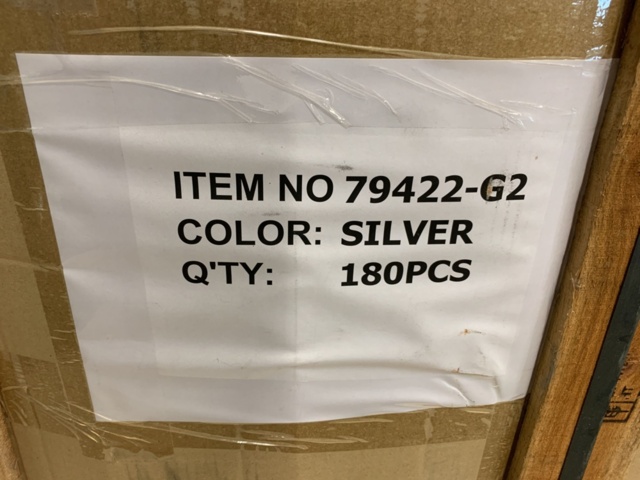 ITEM NO 79422-G2
COLOR: SILVER
Q'TY: 180PCS